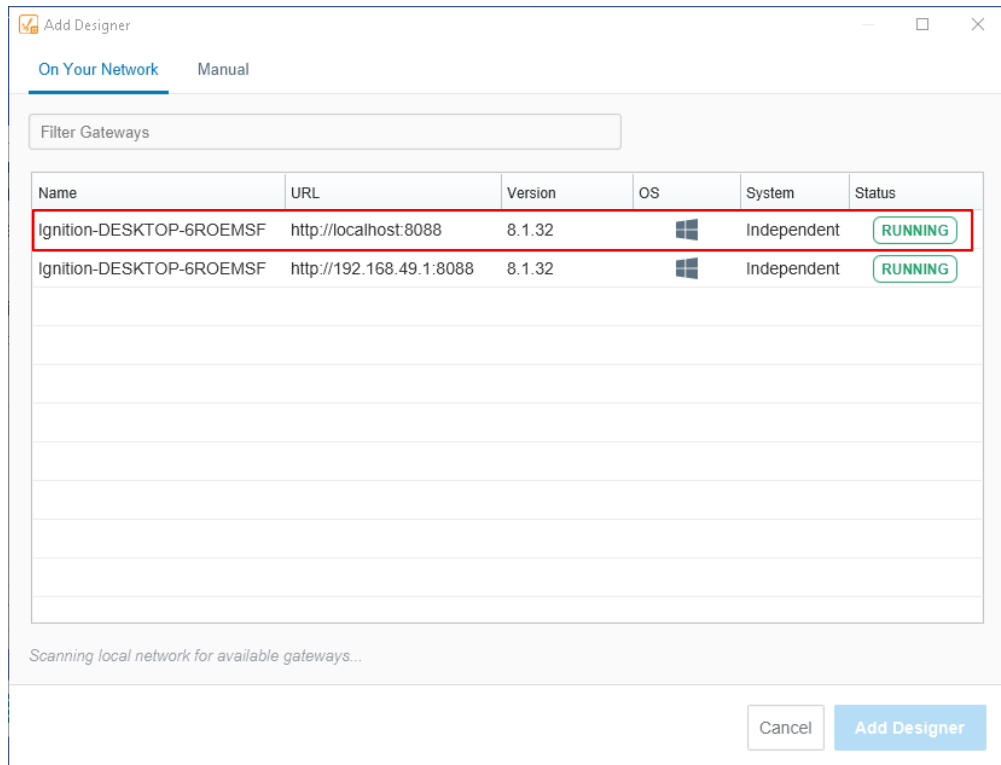 Add Designer
On Your Network Manual
Filter Gateways
Name URL Version OS System Status
Ignition-DESKTOP-6ROEMSF http://localhost:8088 8.1.32 Independent RUNNING
Ignition-DESKTOP-6ROEMSF http://192.168.49.1:8088 8.1.32 Independent RUNNING
Scanning local network for available gateways...
Cancel Add Designer